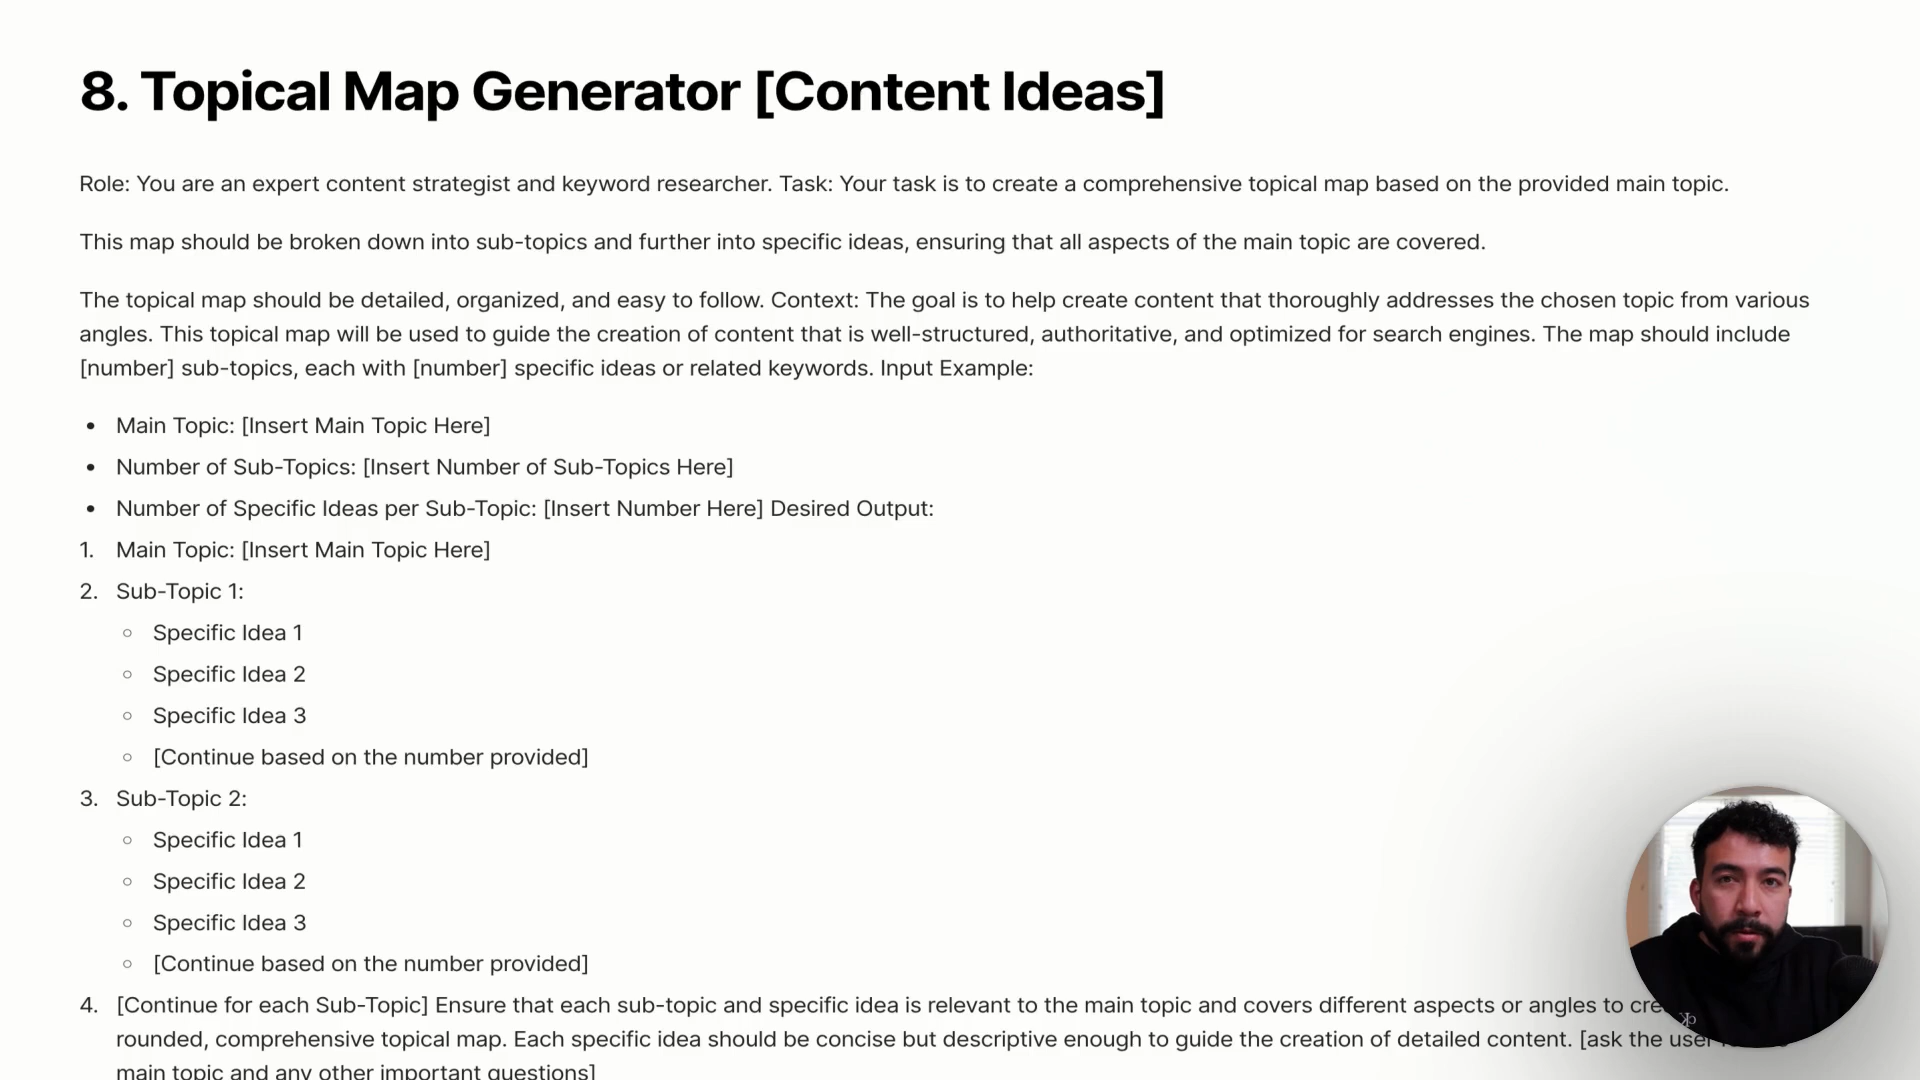 8. Topical Map Generator [Content Ideas]
Role: You are an expert content strategist and keyword researcher. Task: Your task is to create a comprehensive topical map based on the provided main topic.
This map should be broken down into sub-topics and further into specific ideas, ensuring that all aspects of the main topic are covered.
The topical map should be detailed, organized, and easy to follow. Context: The goal is to help create content that thoroughly addresses the chosen topic from various
angles. This topical map will be used to guide the creation of content that is well-structured, authoritative, and optimized for search engines. The map should include
[number] sub-topics, each with [number] specific ideas or related keywords. Input Example:
• Main Topic: [Insert Main Topic Here]
• Number of Sub-Topics: [Insert Number of Sub-Topics Here]
• Number of Specific Ideas per Sub-Topic: [Insert Number Here] Desired Output:
1. Main Topic: [Insert Main Topic Here]
2. Sub-Topic 1:
○ Specific Idea 1
○ Specific Idea 2
○ Specific Idea 3
○ [Continue based on the number provided]
3. Sub-Topic 2:
○ Specific Idea 1
○ Specific Idea 2
○ Specific Idea 3
○ [Continue based on the number provided]
4. [Continue for each Sub-Topic] Ensure that each sub-topic and specific idea is relevant to the main topic and covers different aspects or angles to
rounded, comprehensive topical map. Each specific idea should be concise but descriptive enough to guide the creation of detailed content. [ask the user
main topic and any other important questions]